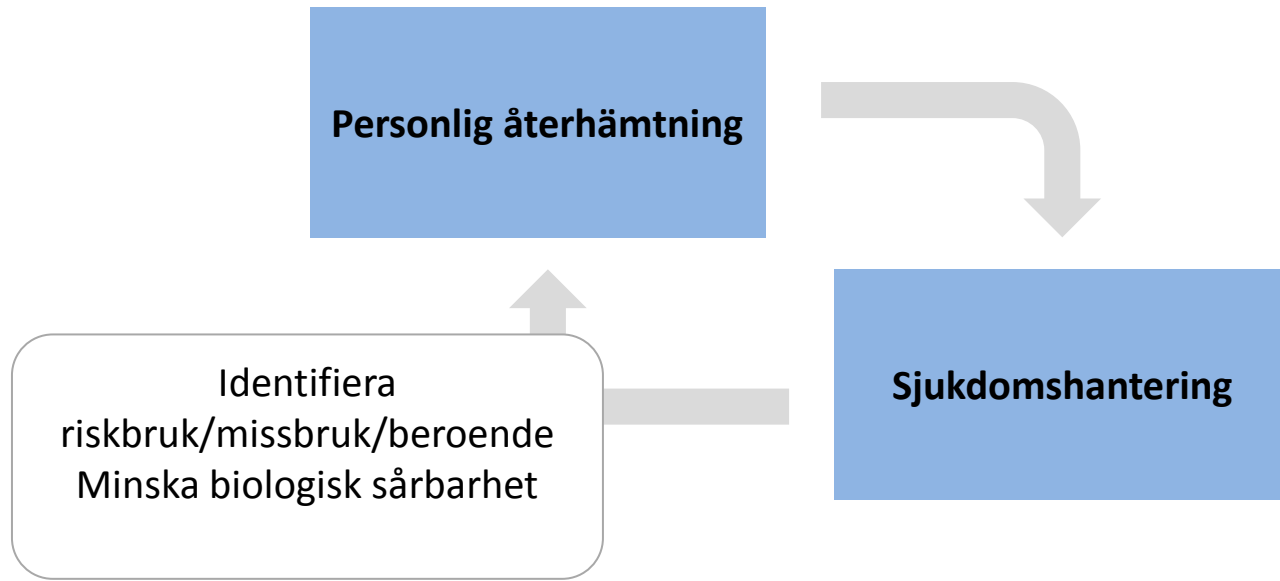 Personlig återhämtning
Sjukdomshantering
Identifiera
riskbruk/missbruk/beroende
Minska biologisk sårbarhet